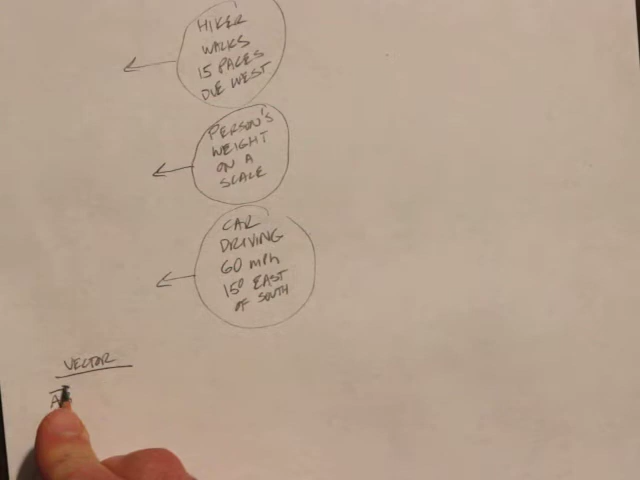 HIKER
WALKS
15 PACES
DUE WEST.
PERSON'S
WEIGHT
ON A
SCALE
CAR
DRIVING
60 mph
15° EAST
OF SOUTH
VECTOR